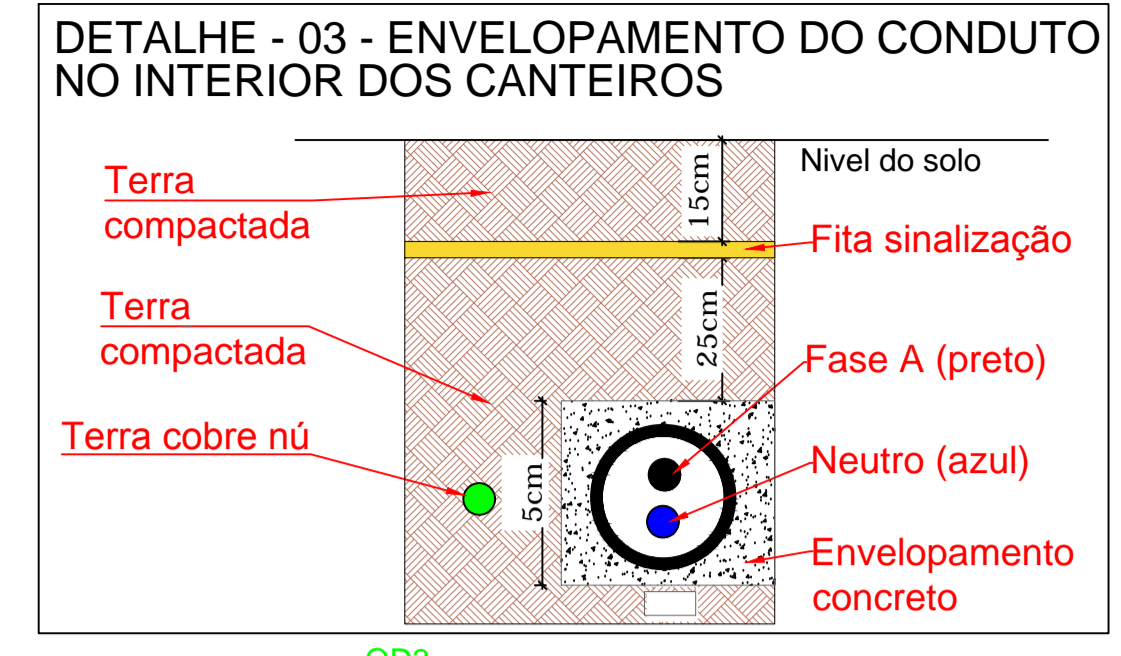 DETALHE - 03 - ENVELOPAMENTO DO CONDUTO
NO INTERIOR DOS CANTEIROS
Nivel do solo
Terra
compactada
15cm
Fita sinalização
Terra
compactada
25cm
Fase A (preto)
Terra cobre nú
5cm
Neutro (azul)
Envelopamento
concreto